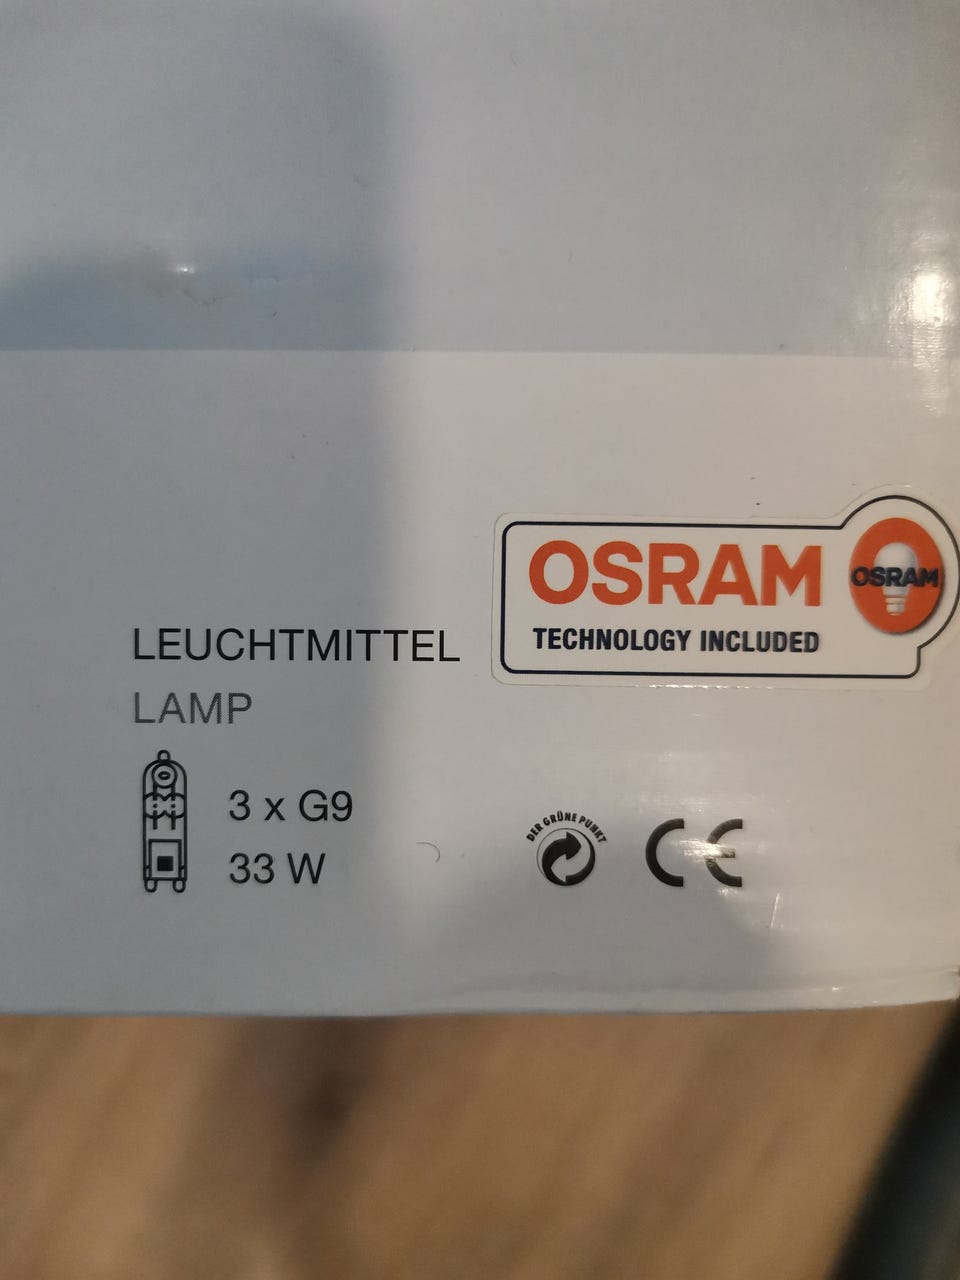 OSRAM
OSRAM
TECHNOLOGY INCLUDED
LEUCHTMITTEL
LAMP
3 x G9
33 W
DER GRÜNE PUNKT
CE